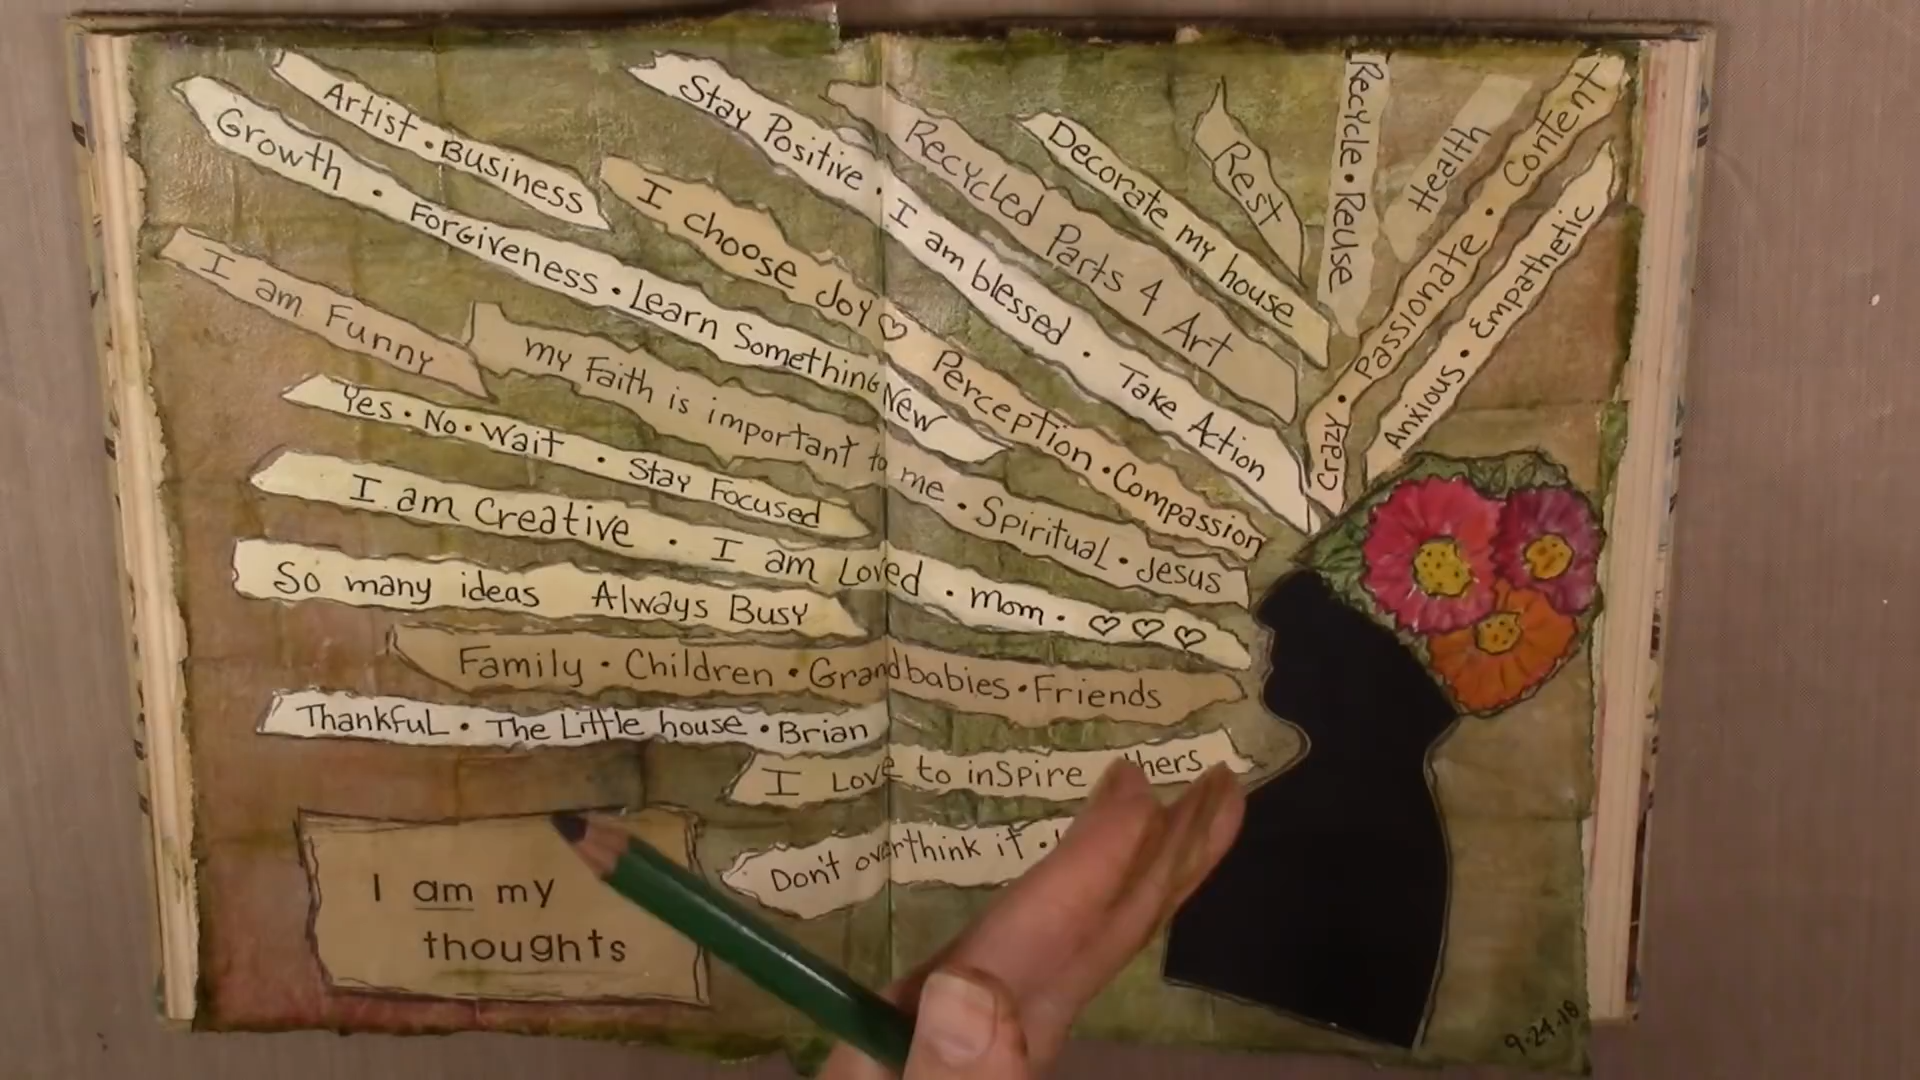 Artist • Business
Growth • Forgiveness • Learn Something New
I am Funny
Stay Positive • I am blessed • Take Action
I choose Joy ♡ Perception • Compassion
Recycled Parts 4 Art
Decorate my house
Rest
Recycle • Reuse
Health
Crazy • Passionate • Content
Anxious • Empathetic
my Faith is important to me • Spiritual • Jesus
Yes • No • Wait • Stay Focused
I am Creative • I am Loved • Mom • ♡ ♡ ♡
So many ideas Always Busy
Family • Children • Grandbabies • Friends
Thankful • The Little house • Brian
I Love to inspire others
Don't overthink it •
I am my
thoughts
9-24-18